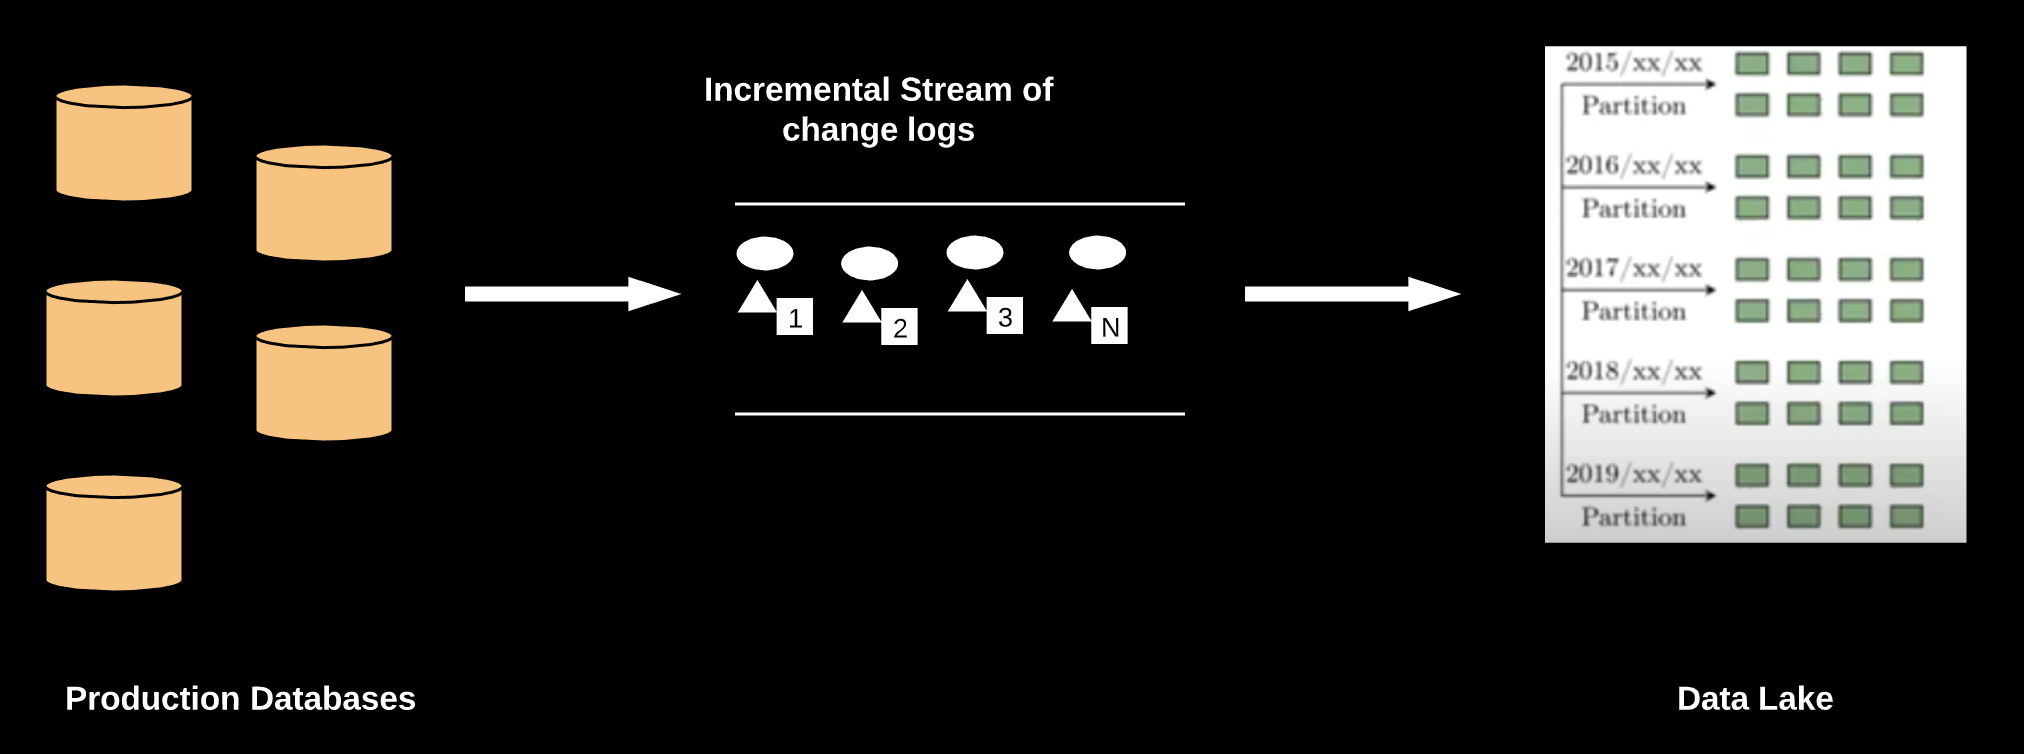 Incremental Stream of
change logs
1
2
3
N
Production Databases
2015/xx/xx
Partition
2016/xx/xx
Partition
2017/xx/xx
Partition
2018/xx/xx
Partition
2019/xx/xx
Partition
Data Lake